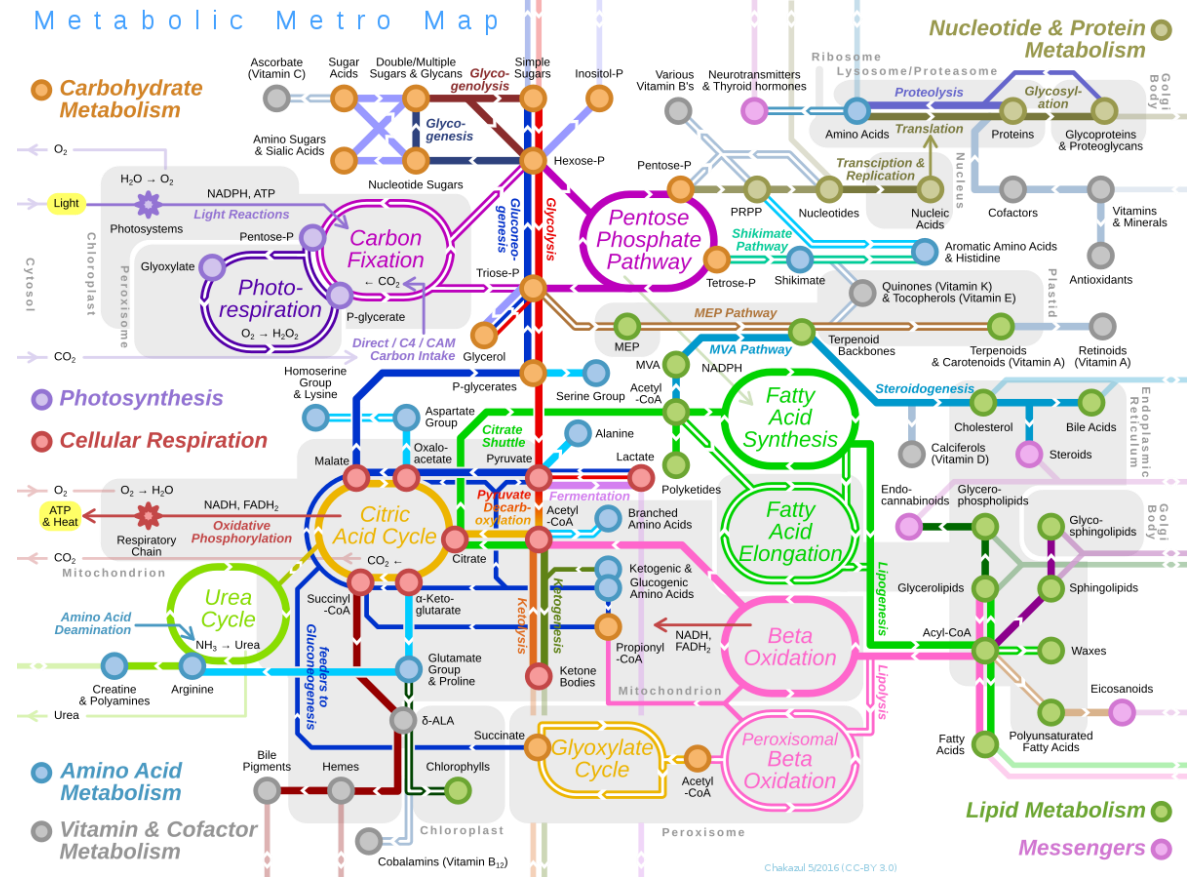 Metabolic Metro Map
Nucleotide & Protein
Metabolism
Carbohydrate
Metabolism
Ascorbate
(Vitamin C)
Sugar
Acids
Double/Multiple
Sugars & Glycans
Glyco-
genolysis
Simple
Sugars
Inositol-P
Various
Vitamin B's
Neurotransmitters
& Thyroid hormones
Ribosome
Lysosome/Proteasome
Proteolysis
Glycosyl-
ation
Golgi
Body
Amino Sugars
& Sialic Acids
Glyco-
genesis
Amino Acids
Translation
Proteins
Glycoproteins
& Proteoglycans
O₂
H₂O → O₂
Nucleotide Sugars
Hexose-P
Pentose-P
Transciption &
Replication
Nucleus
Light
NADPH, ATP
Light Reactions
Photosystems
Chloroplast
Cytosol
Pentose-P
Carbon
Fixation
← CO₂
Gluconeo-
genesis
Glycolysis
Pentose
Phosphate
Pathway
PRPP
Nucleotides
Nucleic
Acids
Cofactors
Vitamins
& Minerals
Shikimate
Pathway
Aromatic Amino Acids
& Histidine
Glyoxylate
Peroxisome
Photo-
respiration
O₂ → H₂O₂
P-glycerate
Triose-P
Tetrose-P
Shikimate
Antioxidants
Quinones (Vitamin K)
& Tocopherols (Vitamin E)
Plastid
MEP Pathway
MEP
MVA Pathway
Terpenoid
Backbones
Terpenoids
& Carotenoids (Vitamin A)
Retinoids
(Vitamin A)
CO₂
Direct / C4 / CAM
Carbon Intake
Glycerol
Homoserine
Group
& Lysine
P-glycerates
Serine Group
MVA
NADPH
Acetyl
-CoA
Photosynthesis
Cellular Respiration
Aspartate
Group
Citrate
Shuttle
Alanine
Fatty
Acid
Synthesis
Steroidogenesis
Cholesterol
Bile Acids
Endoplasmic
Reticulum
Calciferols
(Vitamin D)
Steroids
Malate
Oxalo-
acetate
Pyruvate
Lactate
Polyketides
O₂
O₂ → H₂O
ATP
& Heat
NADH, FADH₂
Oxidative
Phosphorylation
Respiratory
Chain
CO₂
Mitochondrion
Citric
Acid Cycle
CO₂ ←
Pyruvate
Decarb-
oxylation
Fermentation
Acetyl
-CoA
Branched
Amino Acids
Citrate
Fatty
Acid
Elongation
Endo-
cannabinoids
Glycero-
phospholipids
Glyco-
sphingolipids
Golgi
Body
Urea
Cycle
NH₃ → Urea
Amino Acid
Deamination
Succinyl
-CoA
α-Keto-
glutarate
Ketolysis
Ketogenesis
Ketogenic &
Glucogenic
Amino Acids
Lipogenesis
Glycerolipids
Sphingolipids
Propionyl
-CoA
NADH,
FADH₂
Beta
Oxidation
Acyl-CoA
Waxes
Creatine
& Polyamines
Arginine
feeders to
Gluconeogenesis
Glutamate
Group
& Proline
Ketone
Bodies
Mitochondrion
Lipolysis
Eicosanoids
Urea
δ-ALA
Succinate
Glyoxylate
Cycle
Acetyl
-CoA
Peroxisomal
Beta
Oxidation
Fatty
Acids
Polyunsaturated
Fatty Acids
Amino Acid
Metabolism
Bile
Pigments
Hemes
Chlorophylls
Vitamin & Cofactor
Metabolism
Chloroplast
Peroxisome
Cobalamins (Vitamin B₁₂)
Lipid Metabolism
Messengers
Chakazul 5/2016 (CC-BY 3.0)